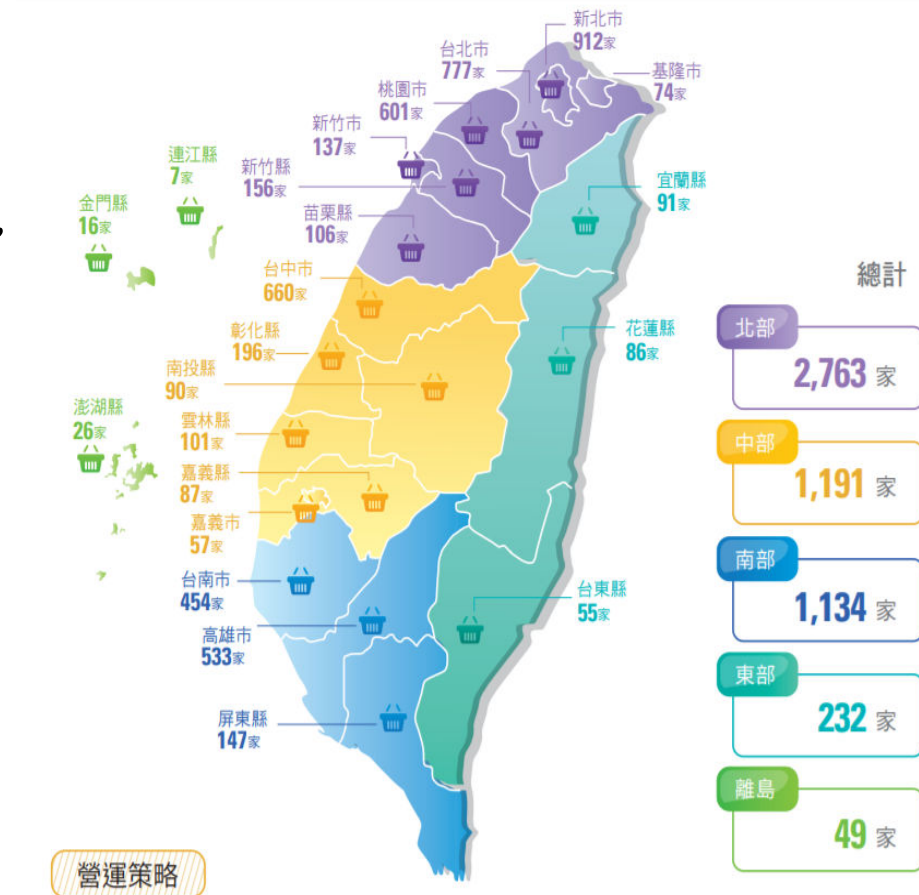 新北市
912家
台北市
777家
基隆市
74家
桃園市
601家
新竹市
137家
連江縣
7家
新竹縣
156家
宜蘭縣
91家
金門縣
16家
苗栗縣
106家
台中市
660家
總計
北部
2,763 家
彰化縣
196家
花蓮縣
86家
南投縣
90家
澎湖縣
26家
雲林縣
101家
中部
1,191 家
嘉義縣
87家
嘉義市
57家
南部
1,134 家
台南市
454家
台東縣
55家
高雄市
533家
東部
232 家
屏東縣
147家
離島
49 家
營運策略